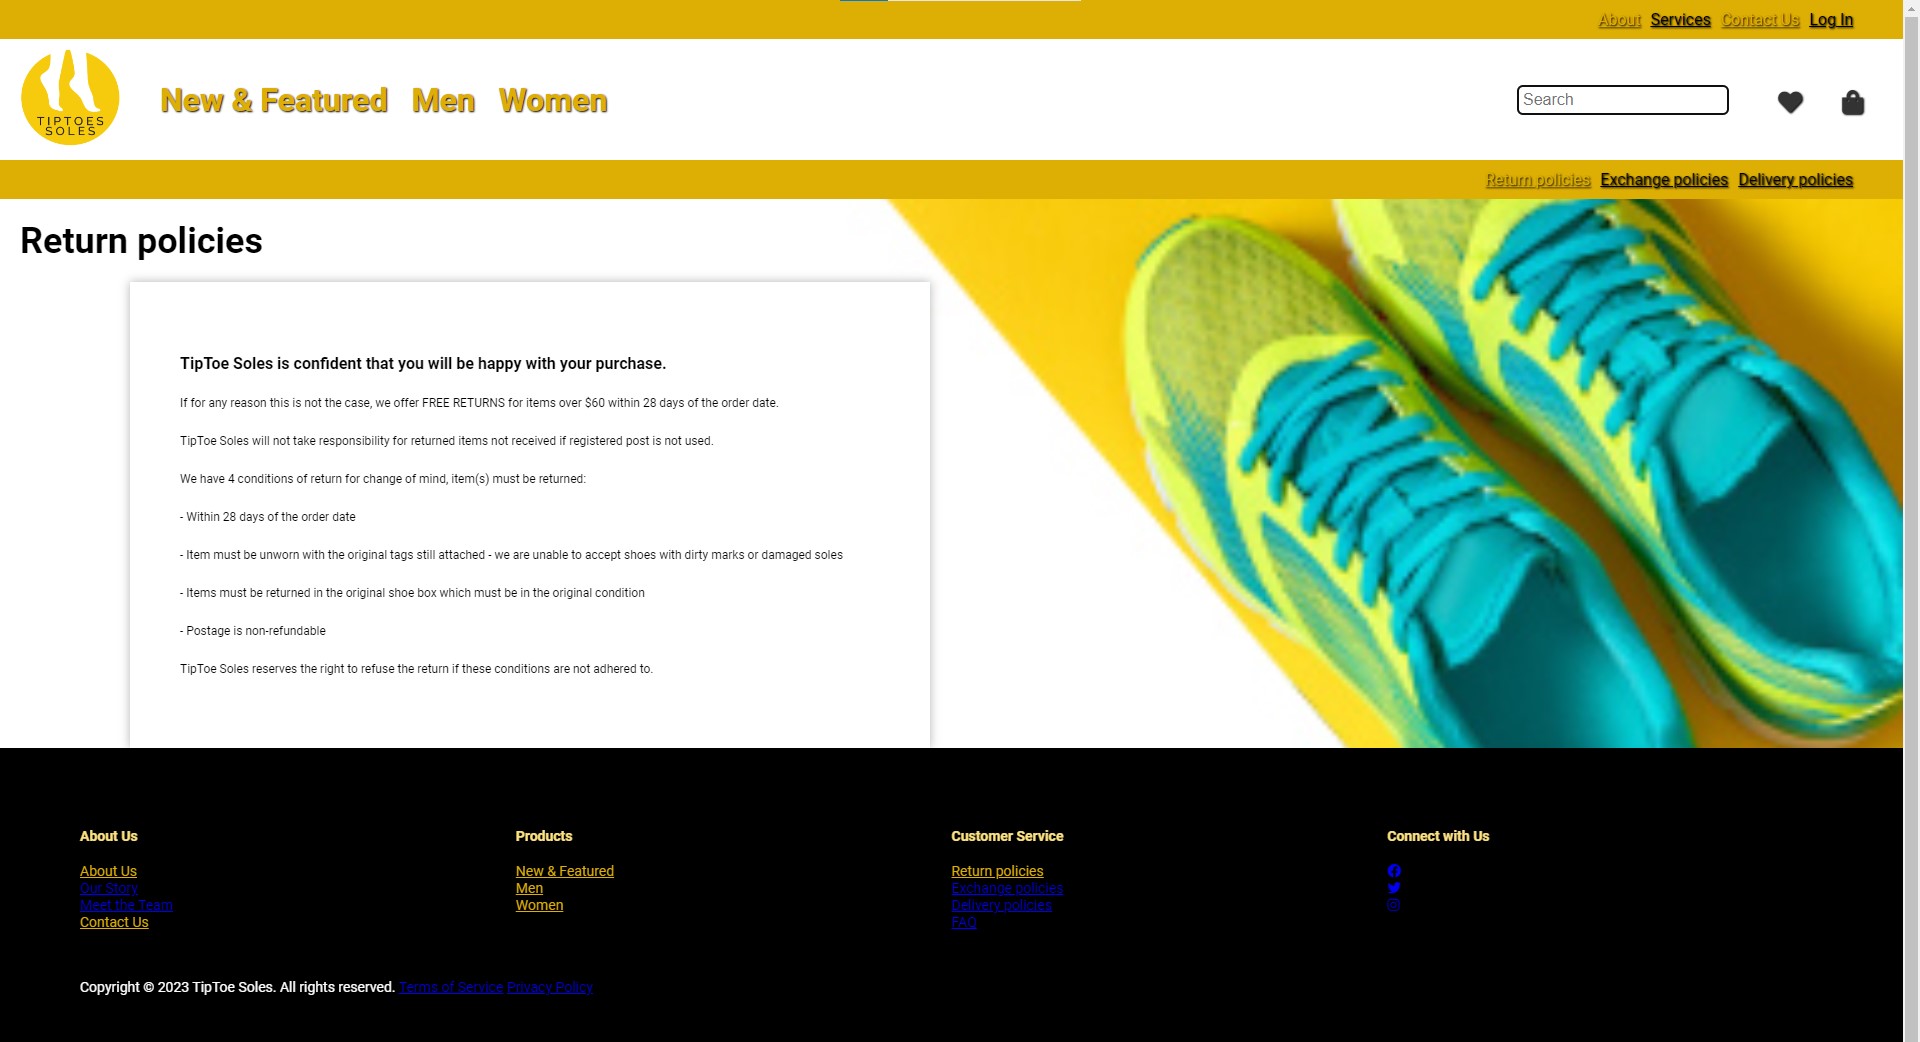 About Services Contact Us Log In
TIPTOES
SOLES
New & Featured Men Women
Search
Return policies Exchange policies Delivery policies
Return policies
TipToe Soles is confident that you will be happy with your purchase.
If for any reason this is not the case, we offer FREE RETURNS for items over $60 within 28 days of the order date.
TipToe Soles will not take responsibility for returned items not received if registered post is not used.
We have 4 conditions of return for change of mind, item(s) must be returned:
- Within 28 days of the order date
- Item must be unworn with the original tags still attached - we are unable to accept shoes with dirty marks or damaged soles
- Items must be returned in the original shoe box which must be in the original condition
- Postage is non-refundable
TipToe Soles reserves the right to refuse the return if these conditions are not adhered to.
About Us
About Us
Our Story
Meet the Team
Contact Us
Products
New & Featured
Men
Women
Customer Service
Return policies
Exchange policies
Delivery policies
FAQ
Connect with Us
Copyright © 2023 TipToe Soles. All rights reserved. Terms of Service Privacy Policy